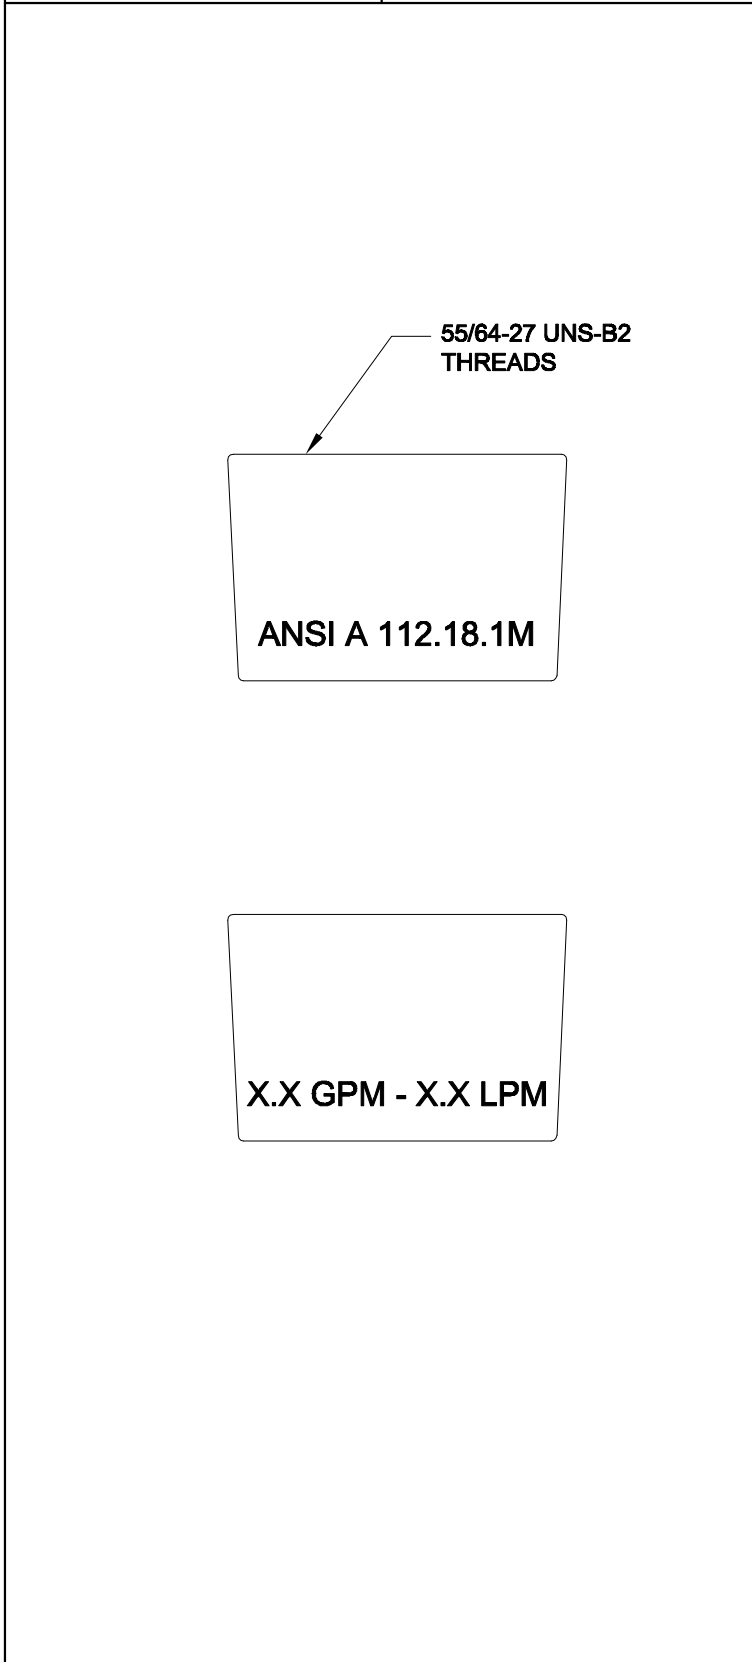 55/64-27 UNS-B2
THREADS
ANSI A 112.18.1M
X.X GPM - X.X LPM